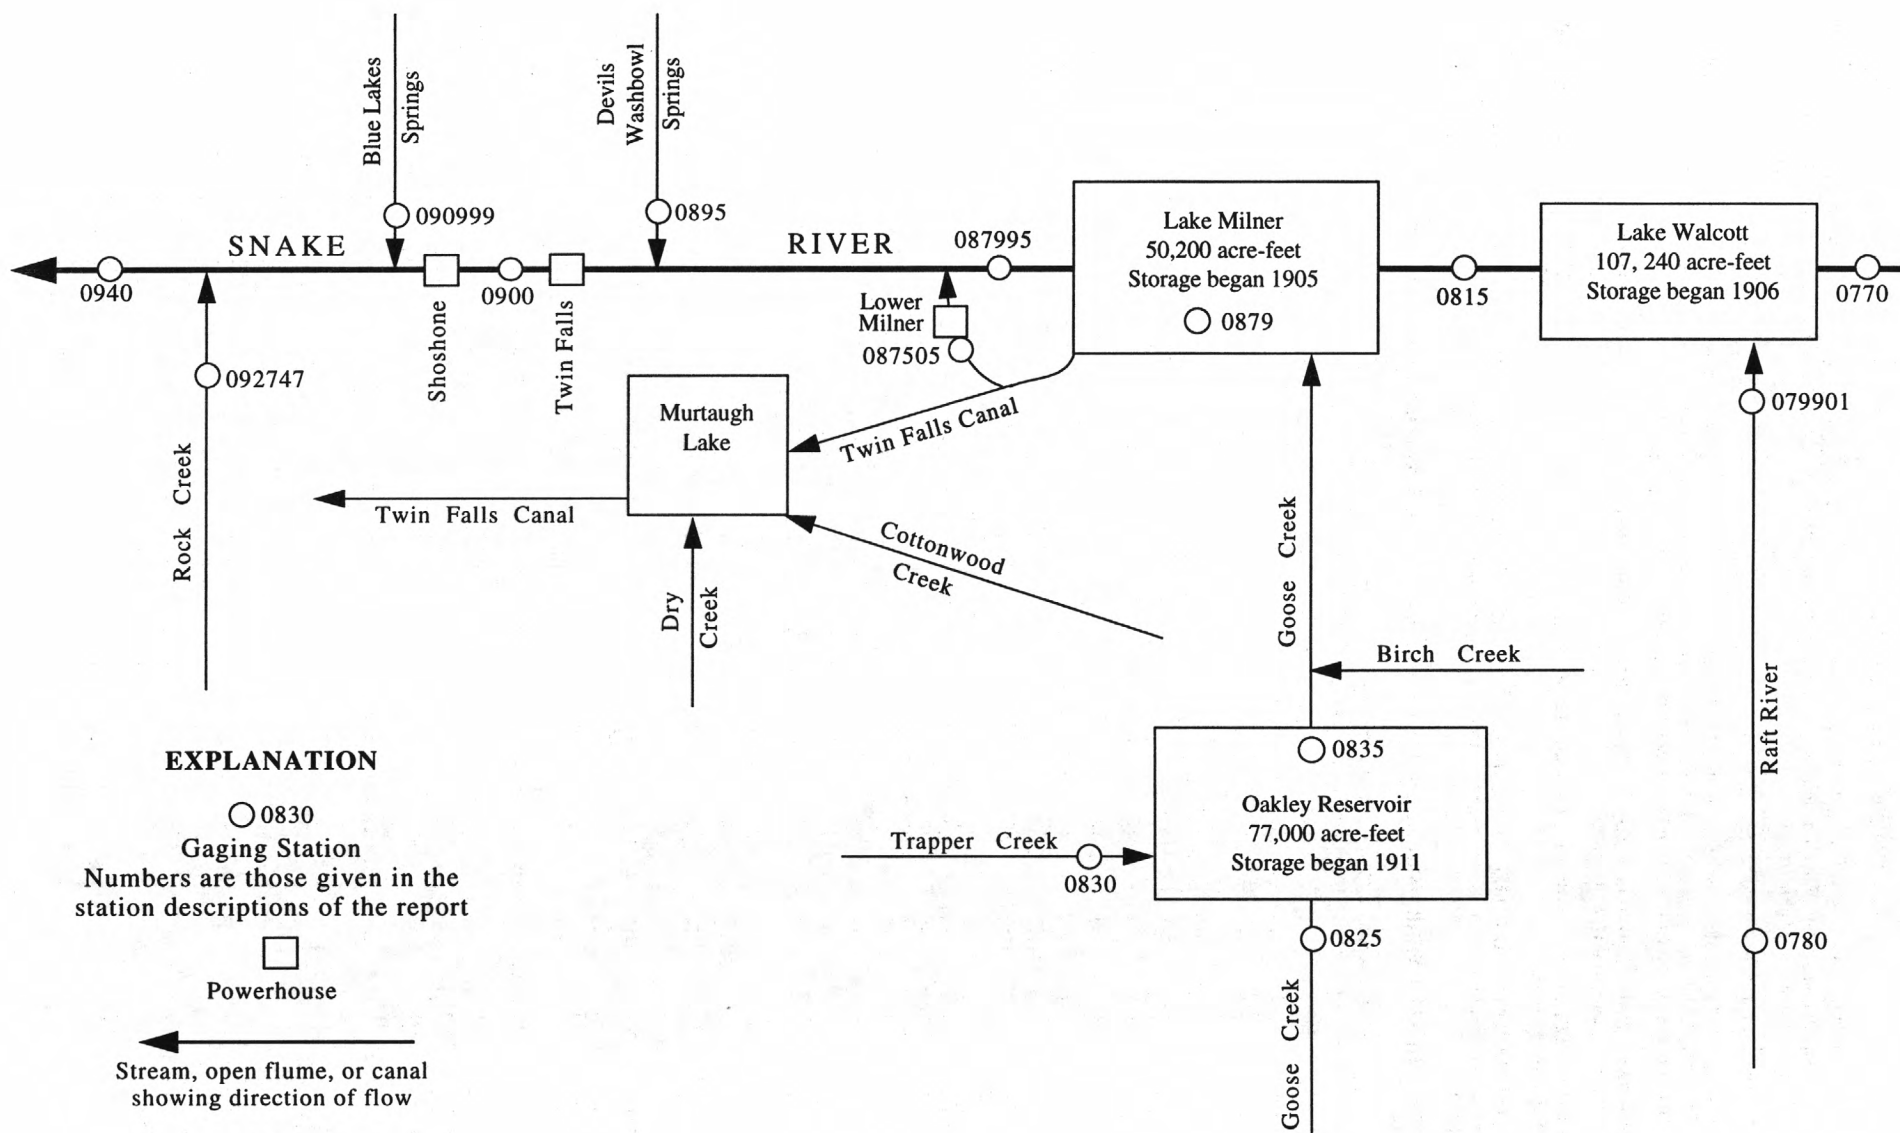 Blue Lakes
Springs
Devils
Washbowl
Springs
090999
0895
SNAKE
RIVER
087995
0940
0900
Shoshone
Twin Falls
Lower
Milner
087505
Lake Milner
50,200 acre-feet
Storage began 1905
0879
0815
Lake Walcott
107, 240 acre-feet
Storage began 1906
0770
092747
Rock Creek
Murtaugh
Lake
Twin Falls Canal
Twin Falls Canal
Cottonwood
Creek
Dry
Creek
Goose Creek
Birch Creek
079901
Raft River
0780
0835
Oakley Reservoir
77,000 acre-feet
Storage began 1911
Trapper Creek
0830
0825
Goose Creek
EXPLANATION
0830
Gaging Station
Numbers are those given in the
station descriptions of the report
Powerhouse
Stream, open flume, or canal
showing direction of flow